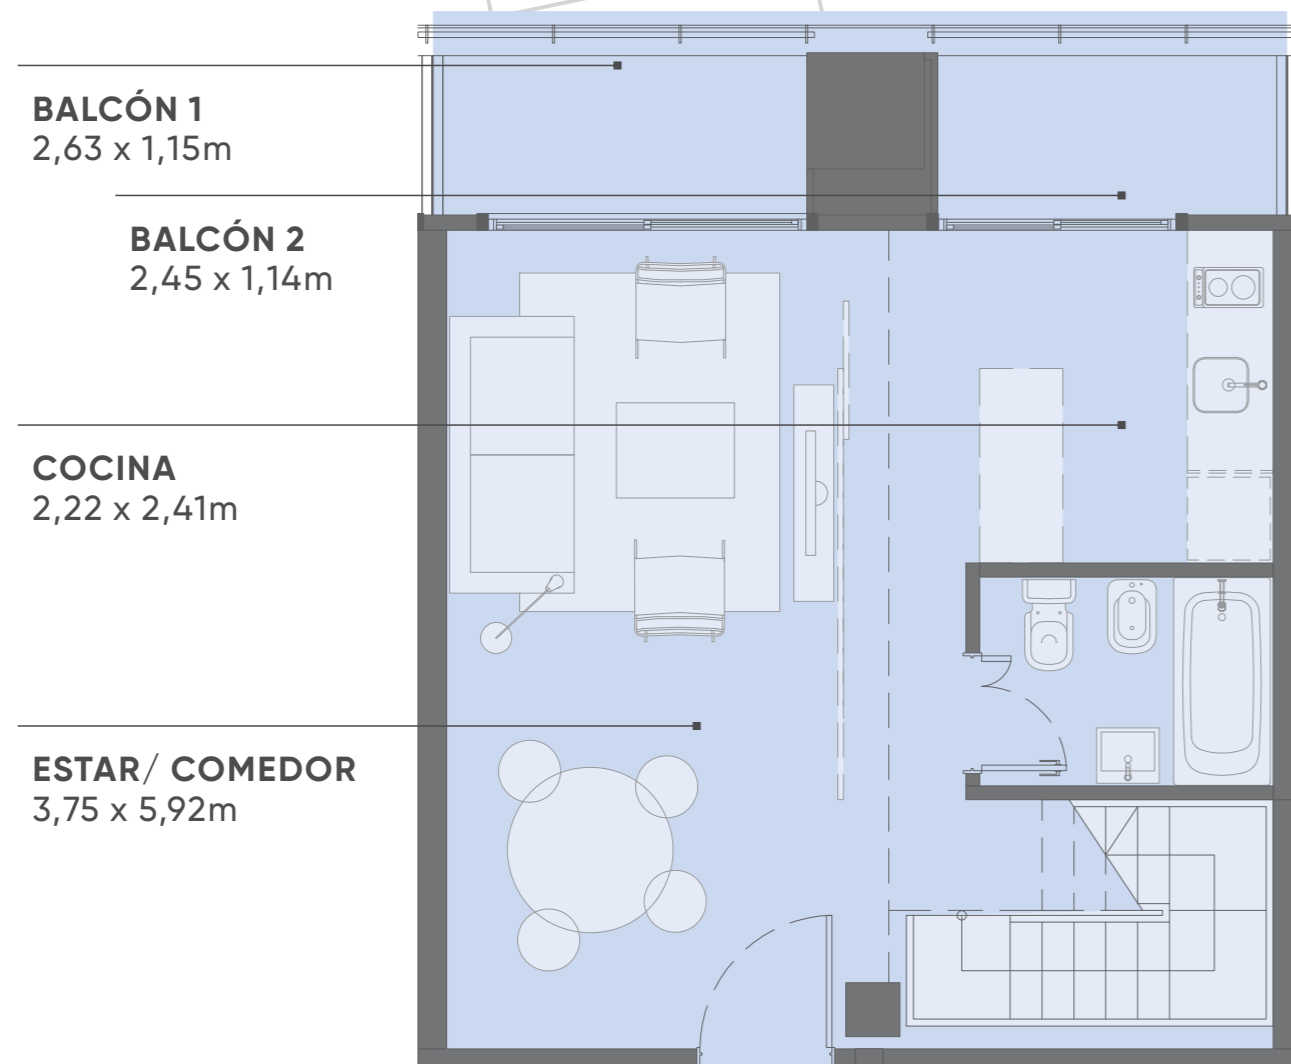 BALCÓN 1
2,63 x 1,15m
BALCÓN 2
2,45 x 1,14m
COCINA
2,22 x 2,41m
ESTAR/ COMEDOR
3,75 x 5,92m